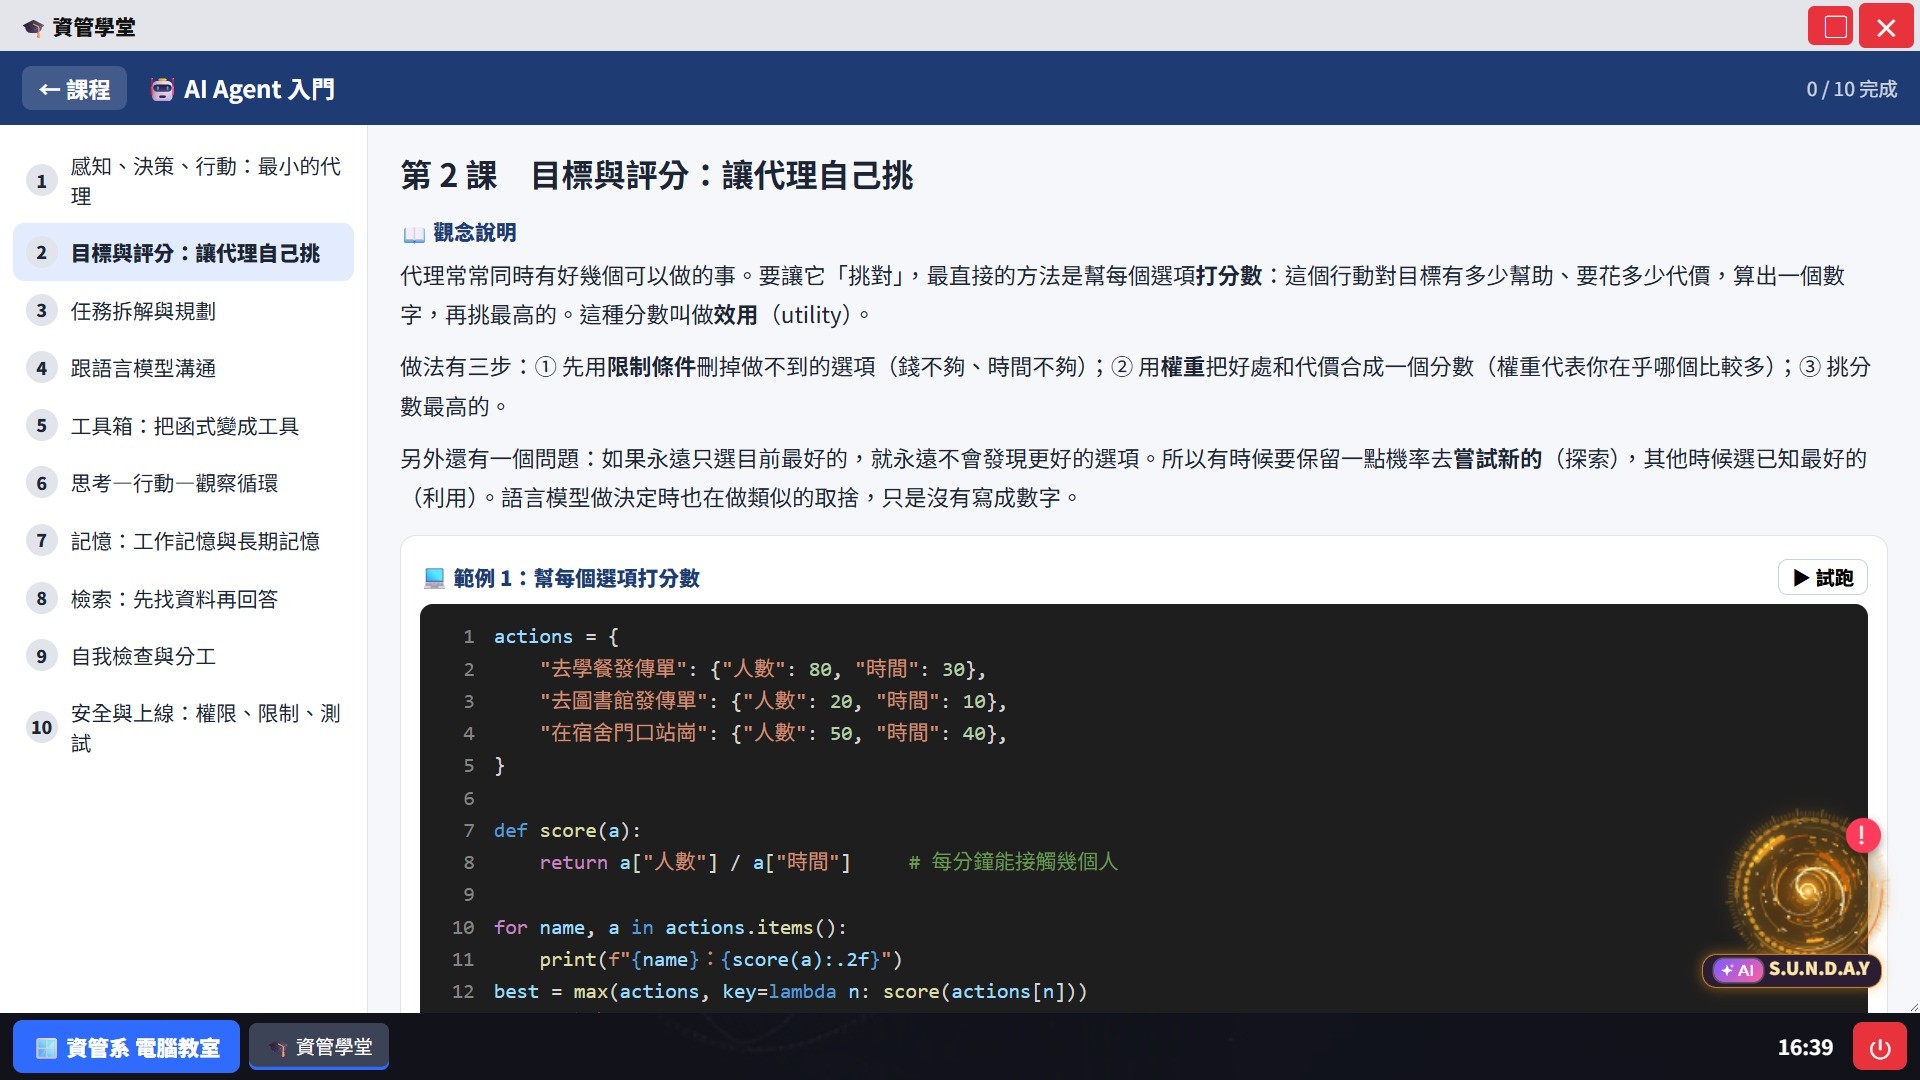 資管學堂
← 課程
AI Agent 入門
0 / 10 完成
1 感知、決策、行動：最小的代理
2 目標與評分：讓代理自己挑
3 任務拆解與規劃
4 跟語言模型溝通
5 工具箱：把函式變成工具
6 思考—行動—觀察循環
7 記憶：工作記憶與長期記憶
8 檢索：先找資料再回答
9 自我檢查與分工
10 安全與上線：權限、限制、測試
第 2 課　目標與評分：讓代理自己挑
觀念說明
代理常常同時有好幾個可以做的事。要讓它「挑對」，最直接的方法是幫每個選項打分數：這個行動對目標有多少幫助、要花多少代價，算出一個數
字，再挑最高的。這種分數叫做效用（utility）。
做法有三步：① 先用限制條件刪掉做不到的選項（錢不夠、時間不夠）；② 用權重把好處和代價合成一個分數（權重代表你在乎哪個比較多）；③ 挑分
數最高的。
另外還有一個問題：如果永遠只選目前最好的，就永遠不會發現更好的選項。所以有時候要保留一點機率去嘗試新的（探索），其他時候選已知最好的
（利用）。語言模型做決定時也在做類似的取捨，只是沒有寫成數字。
範例 1：幫每個選項打分數
▶ 試跑
1 actions = {
2     "去學餐發傳單": {"人數": 80, "時間": 30},
3     "去圖書館發傳單": {"人數": 20, "時間": 10},
4     "在宿舍門口站崗": {"人數": 50, "時間": 40},
5 }
6
7 def score(a):
8     return a["人數"] / a["時間"]     # 每分鐘能接觸幾個人
9
10 for name, a in actions.items():
11     print(f"{name}：{score(a):.2f}")
12 best = max(actions, key=lambda n: score(actions[n]))
!
AI S.U.N.D.A.Y
資管系 電腦教室
資管學堂
16:39